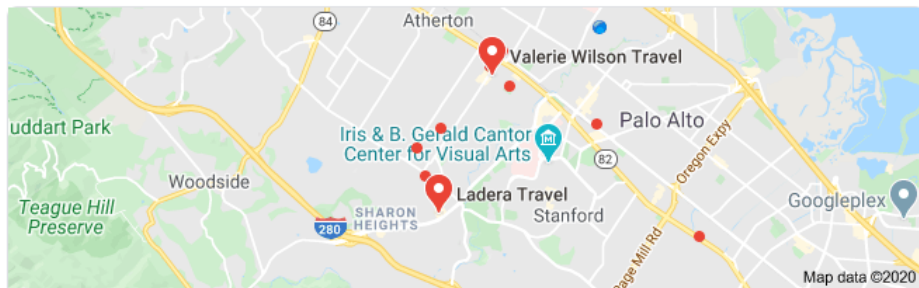 84
Atherton
Valerie Wilson Travel
uddart Park
Palo Alto
Iris & B. Gerald Cantor
Center for Visual Arts
82
Oregon Expy
Woodside
Ladera Travel
Teague Hill
Preserve
SHARON
HEIGHTS
280
Stanford
Googleplex
Page Mill Rd
Map data ©2020